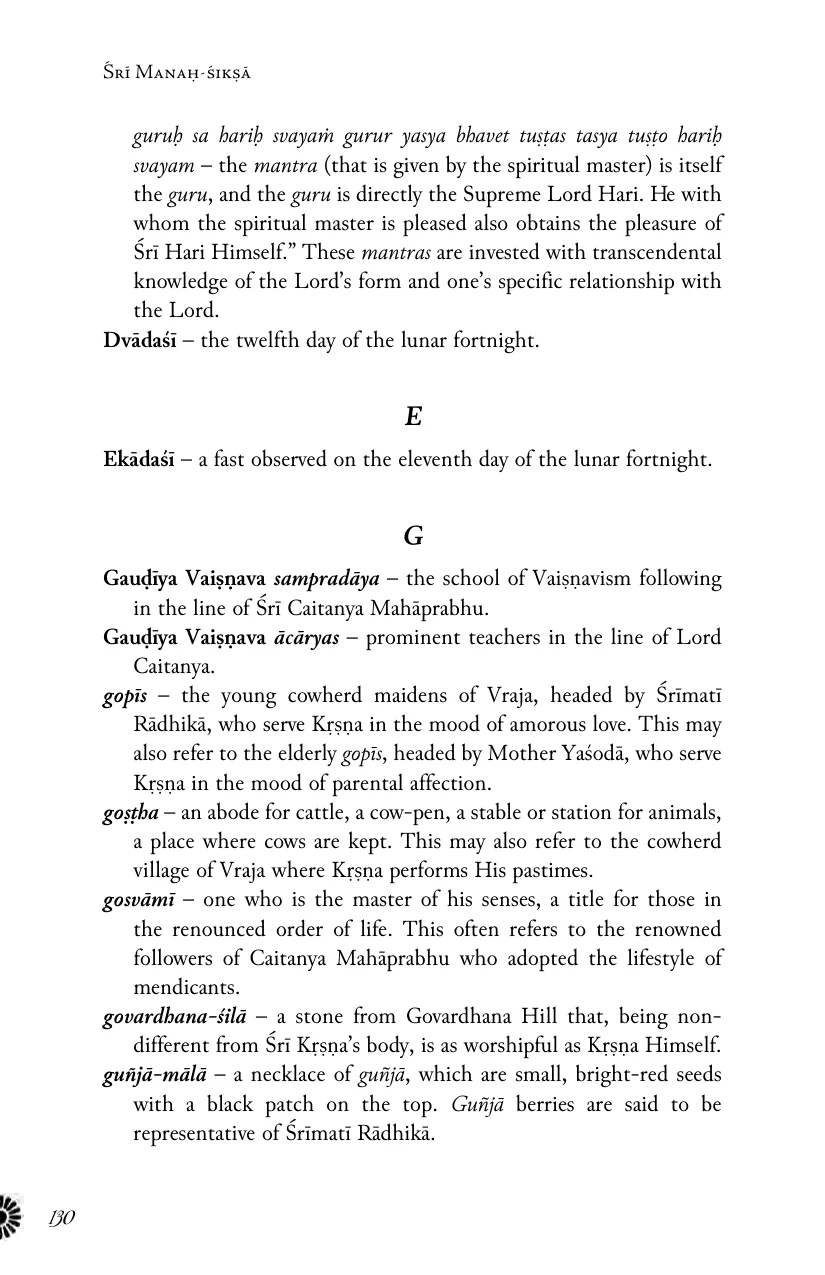 Śrī Manaḥ-śikṣā
guruḥ sa hariḥ svayaṁ gurur yasya bhavet tuṣṭas tasya tuṣṭo hariḥ
svayam – the mantra (that is given by the spiritual master) is itself
the guru, and the guru is directly the Supreme Lord Hari. He with
whom the spiritual master is pleased also obtains the pleasure of
Śrī Hari Himself.” These mantras are invested with transcendental
knowledge of the Lord’s form and one’s specific relationship with
the Lord.
Dvādaśī – the twelfth day of the lunar fortnight.
E
Ekādaśī – a fast observed on the eleventh day of the lunar fortnight.
G
Gauḍīya Vaiṣṇava sampradāya – the school of Vaiṣṇavism following
in the line of Śrī Caitanya Mahāprabhu.
Gauḍīya Vaiṣṇava ācāryas – prominent teachers in the line of Lord
Caitanya.
gopīs – the young cowherd maidens of Vraja, headed by Śrīmatī
Rādhikā, who serve Kṛṣṇa in the mood of amorous love. This may
also refer to the elderly gopīs, headed by Mother Yaśodā, who serve
Kṛṣṇa in the mood of parental affection.
goṣṭha – an abode for cattle, a cow-pen, a stable or station for animals,
a place where cows are kept. This may also refer to the cowherd
village of Vraja where Kṛṣṇa performs His pastimes.
gosvāmī – one who is the master of his senses, a title for those in
the renounced order of life. This often refers to the renowned
followers of Caitanya Mahāprabhu who adopted the lifestyle of
mendicants.
govardhana-śilā – a stone from Govardhana Hill that, being non-
different from Śrī Kṛṣṇa’s body, is as worshipful as Kṛṣṇa Himself.
guñjā-mālā – a necklace of guñjā, which are small, bright-red seeds
with a black patch on the top. Guñjā berries are said to be
representative of Śrīmatī Rādhikā.
130